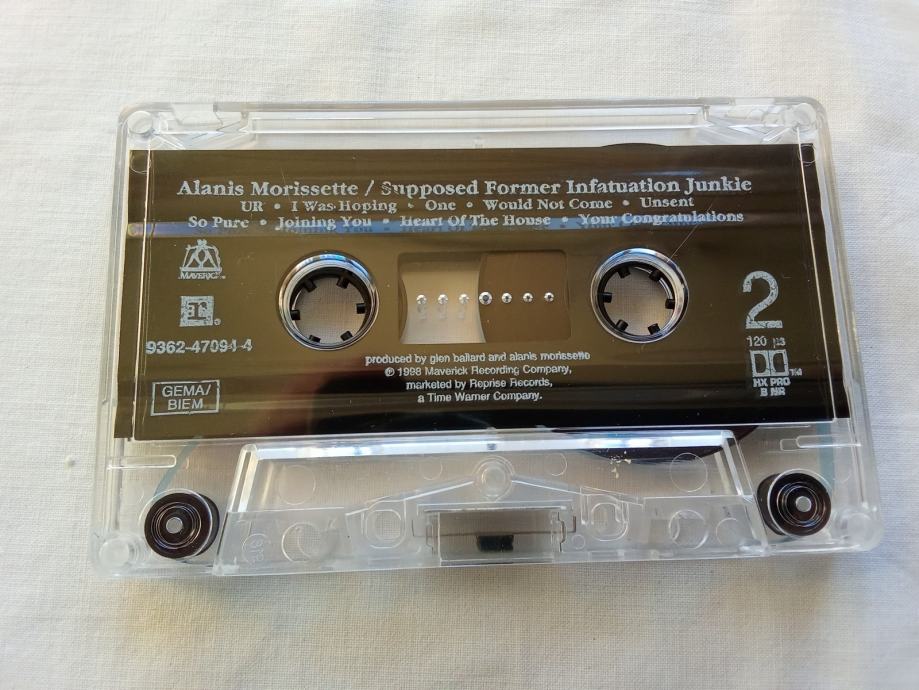 Alanis Morissette / Supposed Former Infatuation Junkie
UR • I Was Hoping • One • Would Not Come • Unsent
So Pure • Joining You • Heart Of The House • Your Congratulations
MAVERICK
r
9362-47094-4
GEMA/
BIEM
produced by glen ballard and alanis morissette
℗ 1998 Maverick Recording Company,
marketed by Reprise Records,
a Time Warner Company.
2
120 µs
TM
HX PRO
B NR